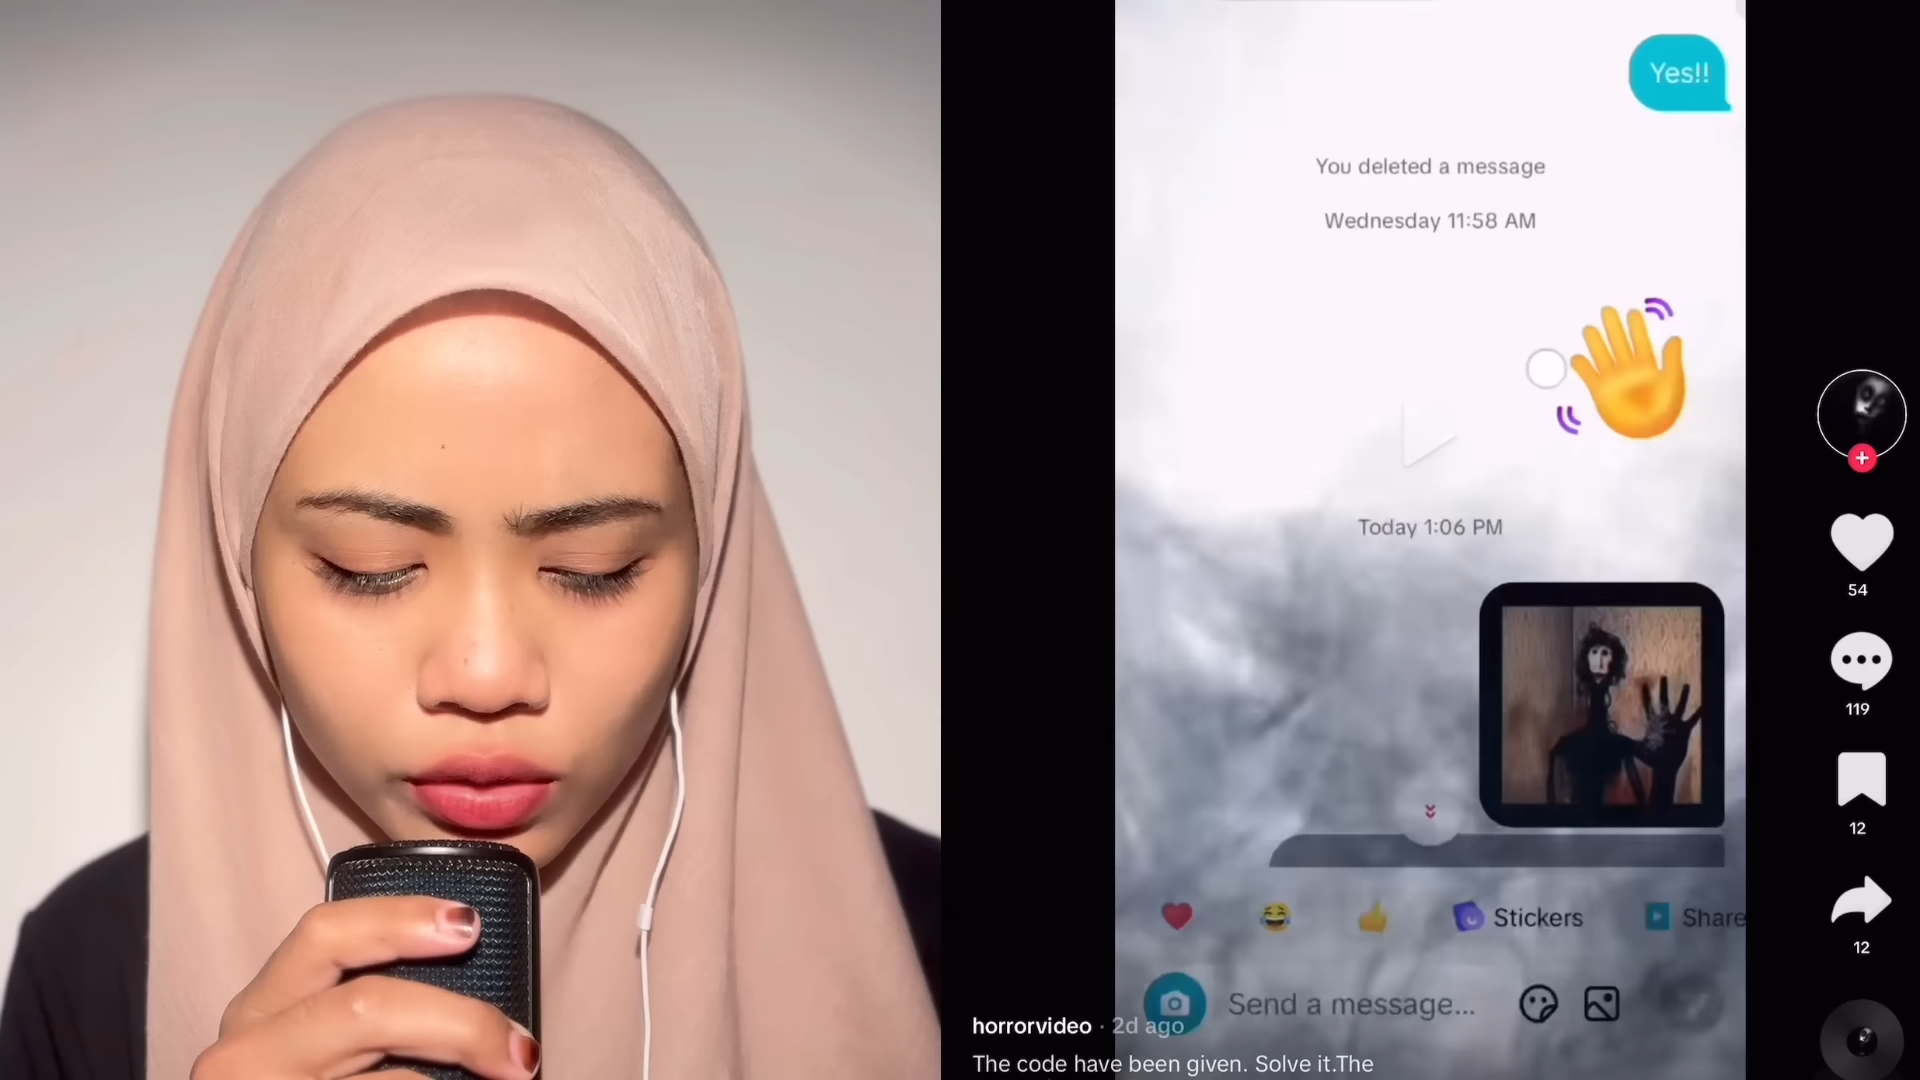 Yes!!
You deleted a message
Wednesday 11:58 AM
Today 1:06 PM
Stickers
Share
Send a message...
54
119
12
12
horrorvideo · 2d ago
The code have been given. Solve it.The